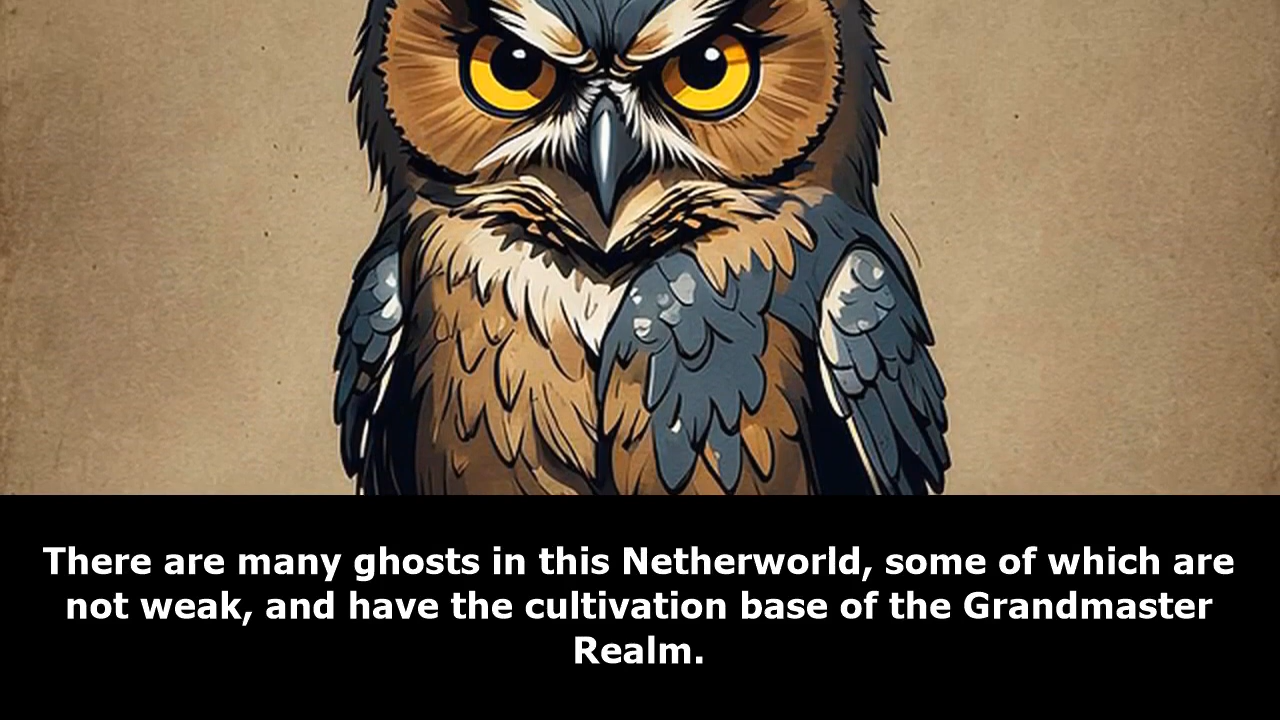 There are many ghosts in this Netherworld, some of which are
not weak, and have the cultivation base of the Grandmaster
Realm.